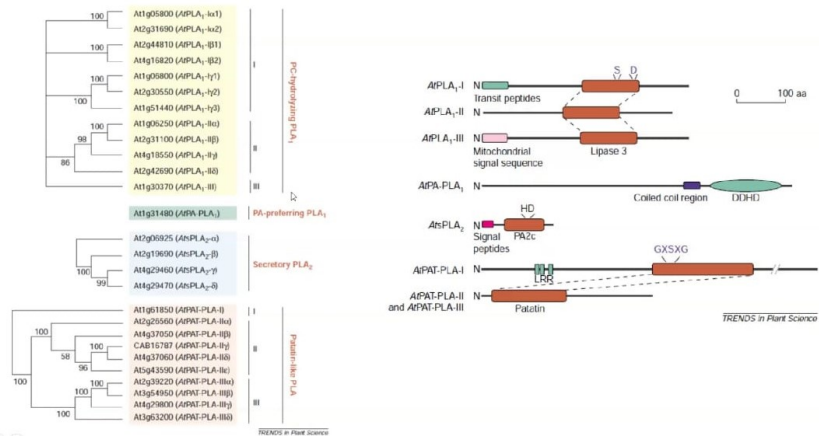 100
At1g05800 (AtPLA₁-Iα1)
At2g31690 (AtPLA₁-Iα2)
100
At2g44810 (AtPLA₁-Iβ1)
At4g16820 (AtPLA₁-Iβ2)
100
At1g06800 (AtPLA₁-Iγ1)
At2g30550 (AtPLA₁-Iγ2)
100
At1g51440 (AtPLA₁-Iγ3)
I
100
At1g06250 (AtPLA₁-IIα)
98
At2g31100 (AtPLA₁-IIβ)
At4g18550 (AtPLA₁-IIγ)
86
At2g42690 (AtPLA₁-IIδ)
II
At1g30370 (AtPLA₁-III)
III
PC-hydrolyzing PLA₁
At1g31480 (AtPA-PLA₁)
PA-preferring PLA₁
At2g06925 (AtsPLA₂-α)
At2g19690 (AtsPLA₂-β)
100
At4g29460 (AtsPLA₂-γ)
99
At4g29470 (AtsPLA₂-δ)
Secretory PLA₂
At1g61850 (AtPAT-PLA-I)
I
At2g26560 (AtPAT-PLA-IIα)
100
At4g37050 (AtPAT-PLA-IIβ)
100
CAB16787 (AtPAT-PLA-IIγ)
58
At4g37060 (AtPAT-PLA-IIδ)
96
At5g43590 (AtPAT-PLA-IIε)
II
100
At2g39220 (AtPAT-PLA-IIIα)
100
At3g54950 (AtPAT-PLA-IIIβ)
100
At4g29800 (AtPAT-PLA-IIIγ)
100
At3g63200 (AtPAT-PLA-IIIδ)
III
Patatin-like PLA
TRENDS in Plant Science
S D
AtPLA₁-I N
Transit peptides
AtPLA₁-II N
AtPLA₁-III N
Mitochondrial
signal sequence
Lipase 3
0 100 aa
AtPA-PLA₁ N
Coiled coil region DDHD
HD
AtsPLA₂ N
Signal
peptides
PA2c
GXSXG
AtPAT-PLA-I N
LRR
AtPAT-PLA-II N
and AtPAT-PLA-III
Patatin
TRENDS in Plant Science